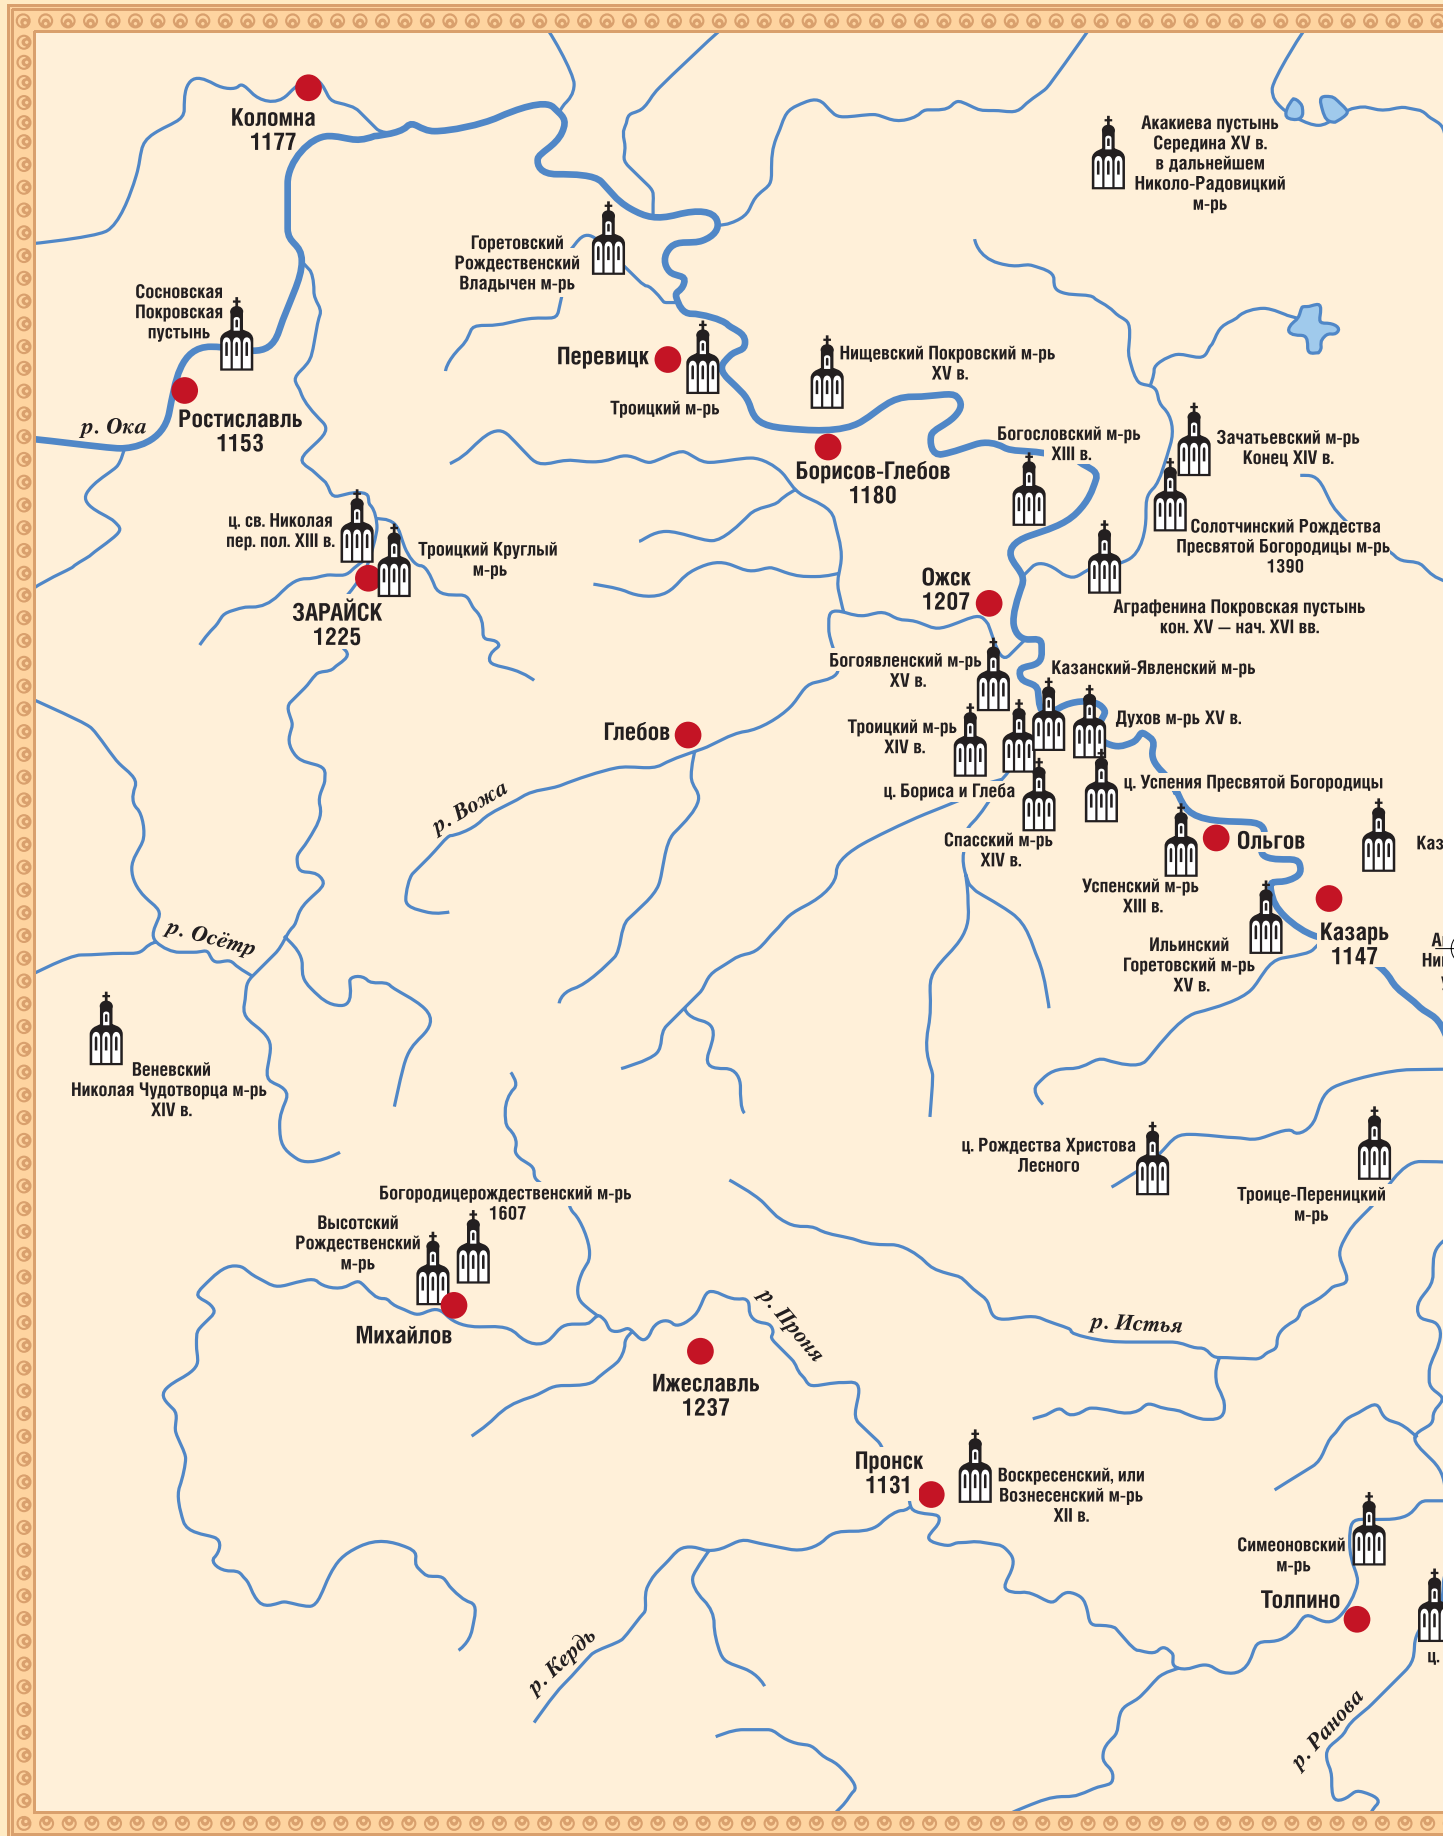 Коломна
1177
Акакиева пустынь
Середина XV в.
в дальнейшем
Николо-Радовицкий
м-рь
Горетовский
Рождественский
Владычен м-рь
Сосновская
Покровская
пустынь
Перевицк
Троицкий м-рь
Нищевский Покровский м-рь
XV в.
р. Ока
Ростиславль
1153
Борисов-Глебов
1180
Богословский м-рь
XIII в.
Зачатьевский м-рь
Конец XIV в.
Солотчинский Рождества
Пресвятой Богородицы м-рь
1390
ц. св. Николая
пер. пол. XIII в.
Троицкий Круглый
м-рь
ЗАРАЙСК
1225
Ожск
1207
Аграфенина Покровская пустынь
кон. XV — нач. XVI вв.
Богоявленский м-рь
XV в.
Казанский-Явленский м-рь
Троицкий м-рь
XIV в.
Духов м-рь XV в.
Глебов
р. Вожа
ц. Бориса и Глеба
ц. Успения Пресвятой Богородицы
Спасский м-рь
XIV в.
Ольгов
Каз
Успенский м-рь
XIII в.
Казарь
1147
р. Осётр
Ильинский
Горетовский м-рь
XV в.
Ни
Веневский
Николая Чудотворца м-рь
XIV в.
ц. Рождества Христова
Лесного
Троице-Переницкий
м-рь
Богородицерождественский м-рь
1607
Высотский
Рождественский
м-рь
Михайлов
р. Проня
р. Истья
Ижеславль
1237
Пронск
1131
Воскресенский, или
Вознесенский м-рь
XII в.
Симеоновский
м-рь
Толпино
ц.
р. Кердь
р. Ранова